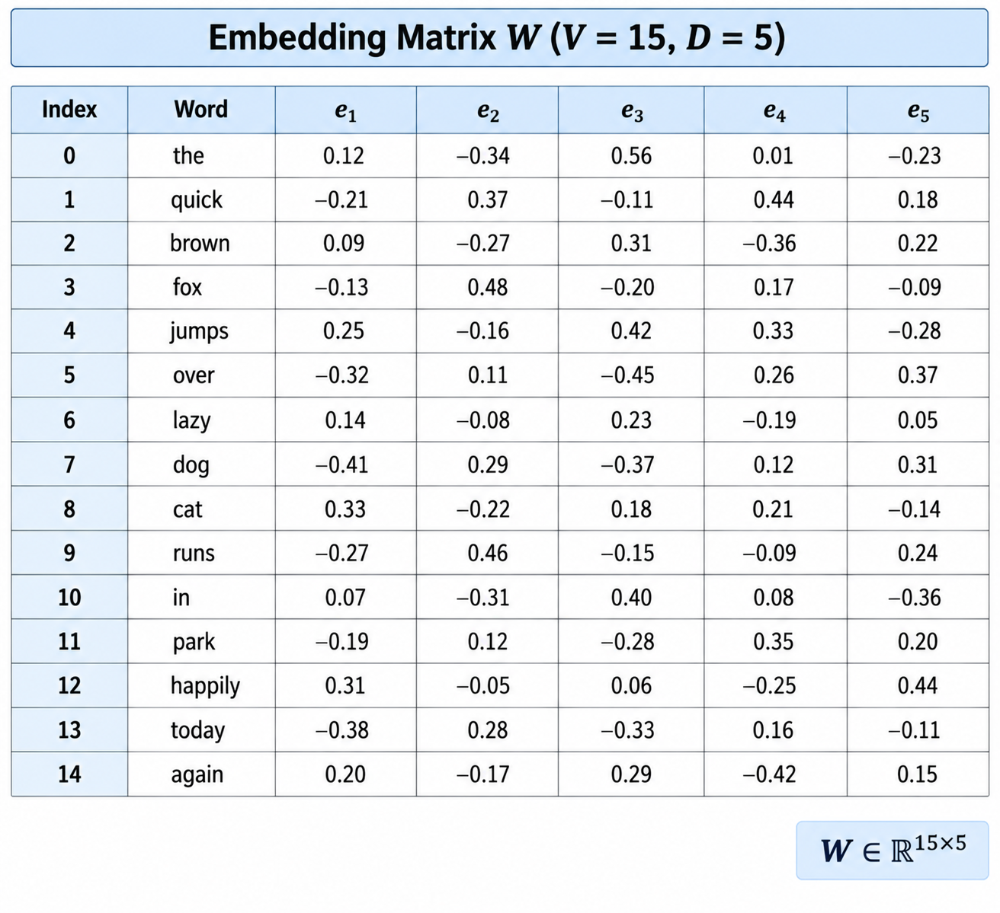 Embedding Matrix W (V = 15, D = 5)
Index Word e₁ e₂ e₃ e₄ e₅
0 the 0.12 −0.34 0.56 0.01 −0.23
1 quick −0.21 0.37 −0.11 0.44 0.18
2 brown 0.09 −0.27 0.31 −0.36 0.22
3 fox −0.13 0.48 −0.20 0.17 −0.09
4 jumps 0.25 −0.16 0.42 0.33 −0.28
5 over −0.32 0.11 −0.45 0.26 0.37
6 lazy 0.14 −0.08 0.23 −0.19 0.05
7 dog −0.41 0.29 −0.37 0.12 0.31
8 cat 0.33 −0.22 0.18 0.21 −0.14
9 runs −0.27 0.46 −0.15 −0.09 0.24
10 in 0.07 −0.31 0.40 0.08 −0.36
11 park −0.19 0.12 −0.28 0.35 0.20
12 happily 0.31 −0.05 0.06 −0.25 0.44
13 today −0.38 0.28 −0.33 0.16 −0.11
14 again 0.20 −0.17 0.29 −0.42 0.15
W ∈ ℝ¹⁵ˣ⁵